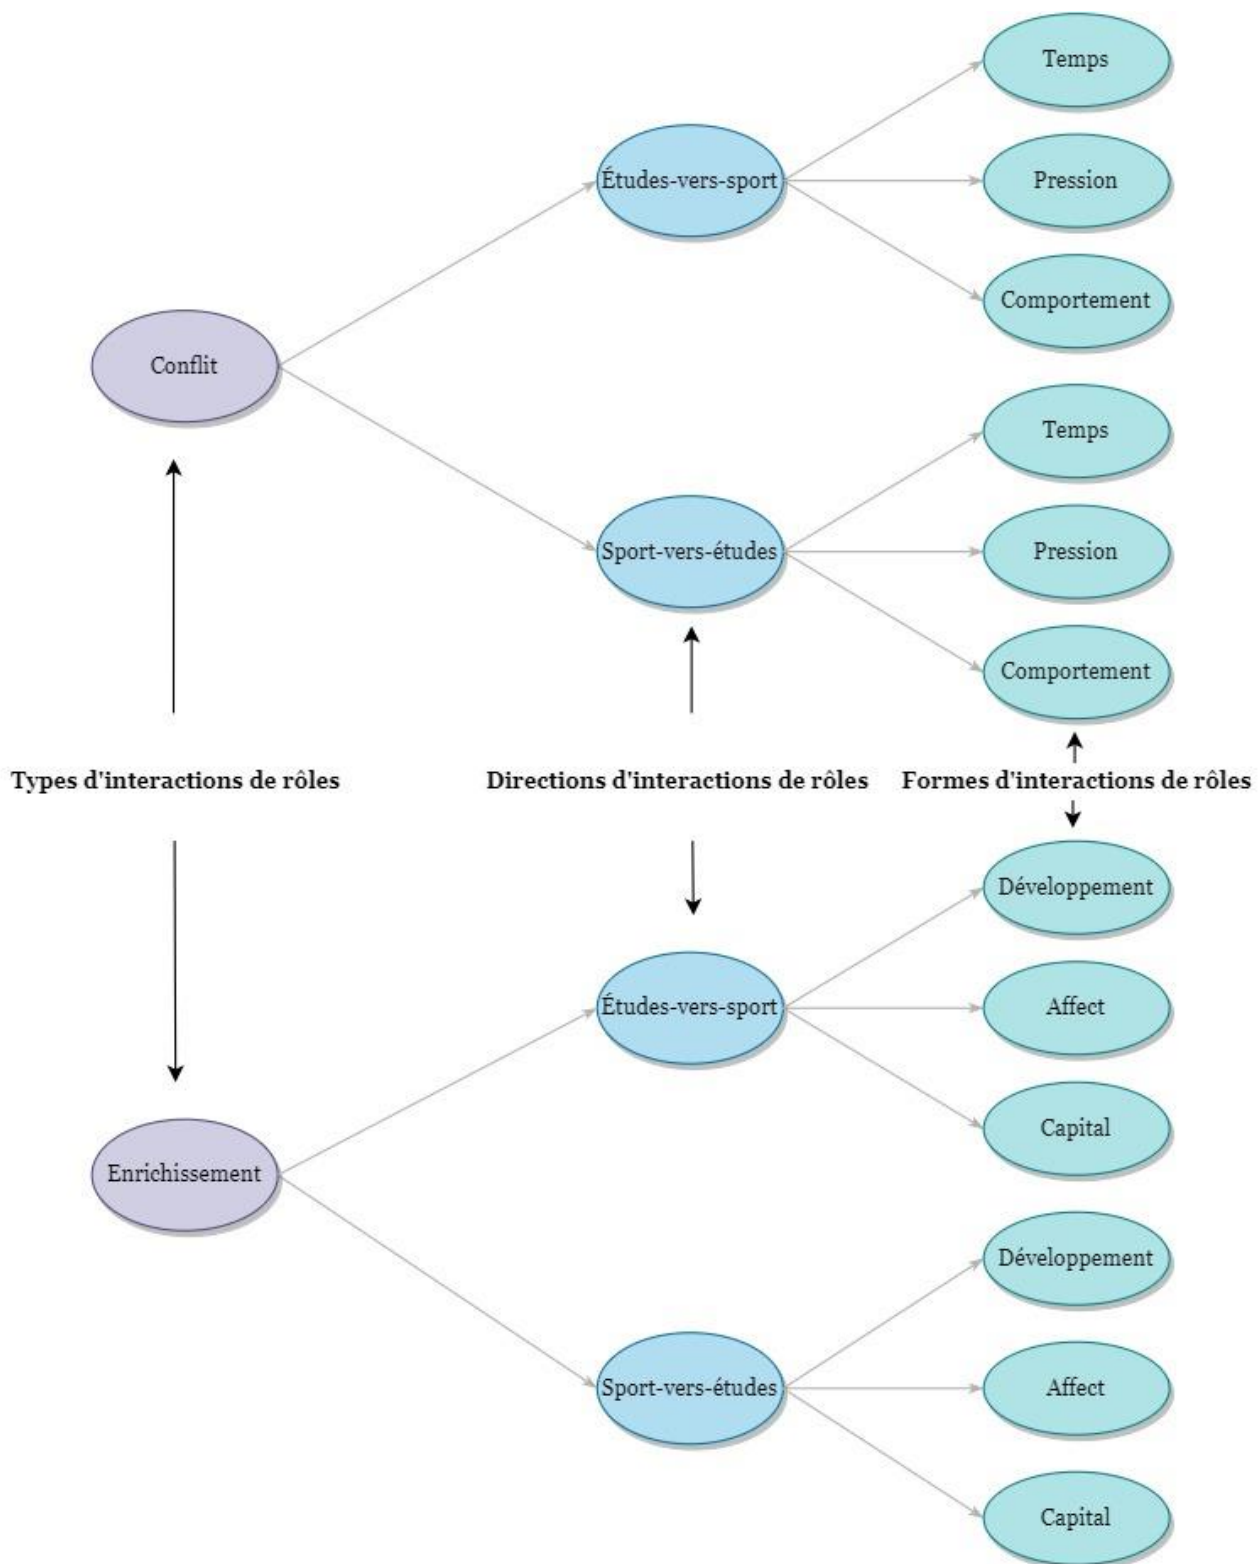 Temps
Études-vers-sport
Pression
Comportement
Conflit
Temps
Sport-vers-études
Pression
Comportement
Types d'interactions de rôles
Directions d'interactions de rôles
Formes d'interactions de rôles
Développement
Études-vers-sport
Affect
Capital
Enrichissement
Développement
Sport-vers-études
Affect
Capital